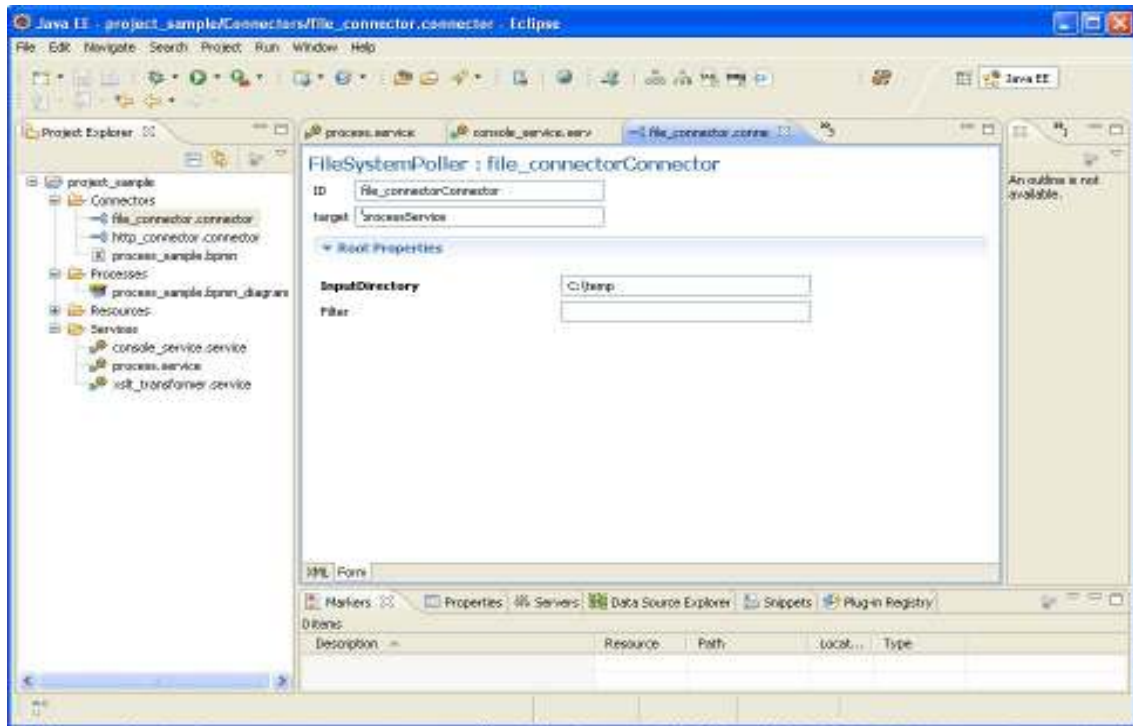 Java EE - project_sample/Connectors/file_connector.connector - Eclipse
File Edit Navigate Search Project Run Window Help
Java EE
Project Explorer
process.service
console_service.serv
file_connector.conne
project_sample
Connectors
file_connector.connector
http_connector.connector
process_sample.bpmn
Processes
process_sample.bpmn_diagram
Resources
Services
console_service.service
process.service
xslt_transformer.service
FileSystemPoller : file_connectorConnector
ID file_connectorConnector
target processService
Root Properties
InputDirectory C:\temp
Filter
XML Form
An outline is not
available.
Markers Properties Servers Data Source Explorer Snippets Plug-in Registry
0 items
Description Resource Path Locat... Type